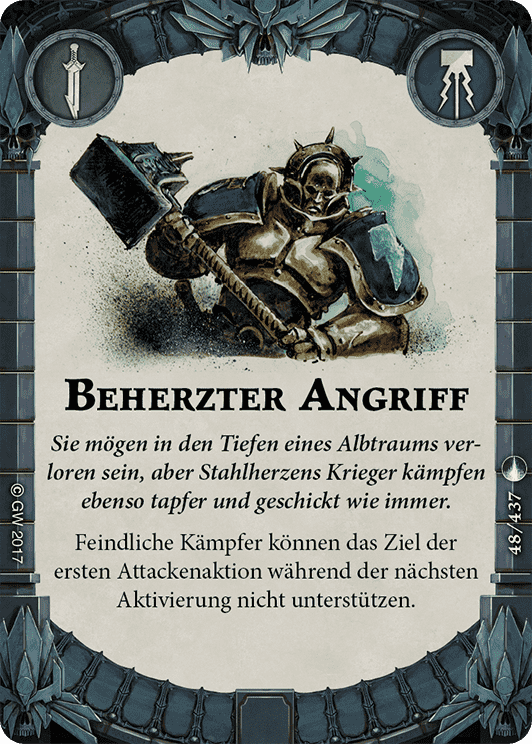 BEHERZTER ANGRIFF
Sie mögen in den Tiefen eines Albtraums ver-
loren sein, aber Stahlherzens Krieger kämpfen
ebenso tapfer und geschickt wie immer.
Feindliche Kämpfer können das Ziel der
ersten Attackenaktion während der nächsten
Aktivierung nicht unterstützen.
© GW 2017
48/437